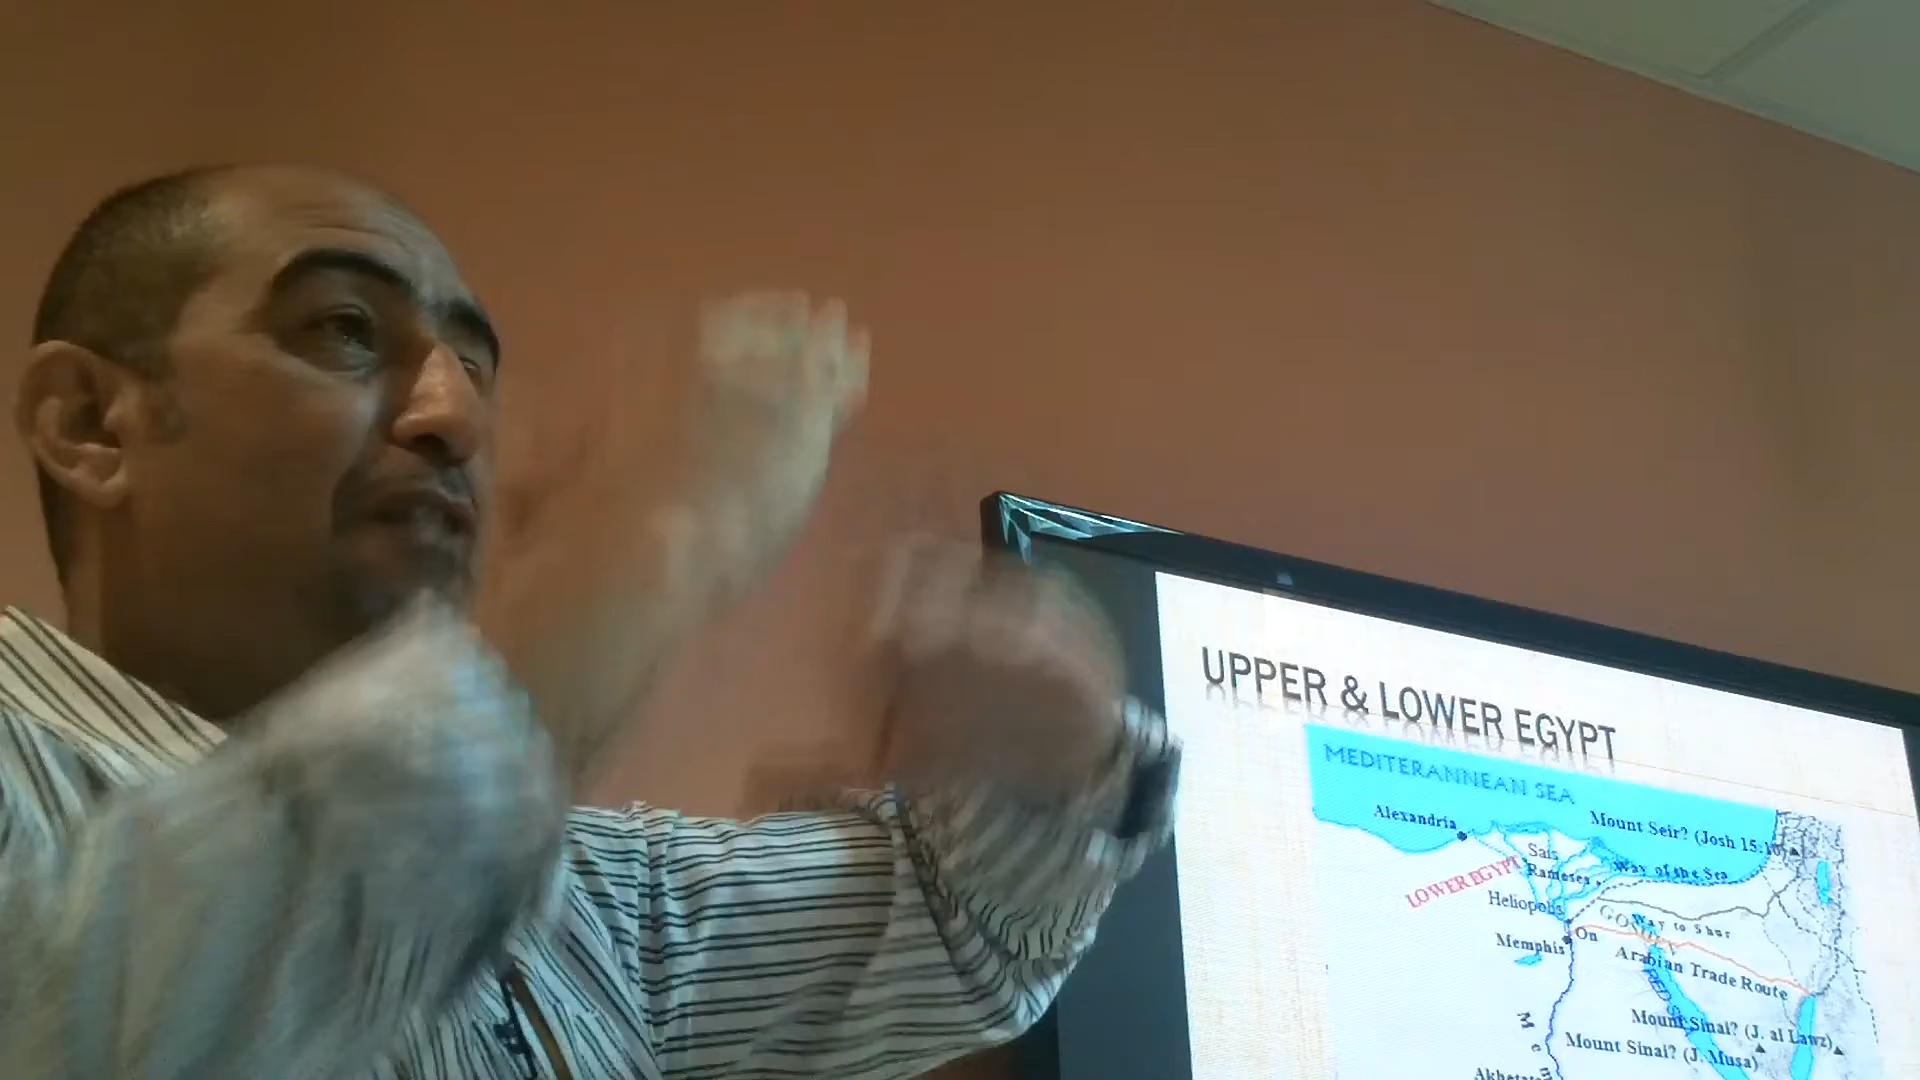 UPPER & LOWER EGYPT
MEDITERANNEAN SEA
Alexandria
Mount Seir? (Josh 15:10)
Sais
Way of the Sea
LOWER EGYPT
Rameses
Heliopolis
Way to Shur
On
Memphis
Arabian Trade Route
Mount Sinai? (J. al Lawz)
Mount Sinai? (J. Musa)